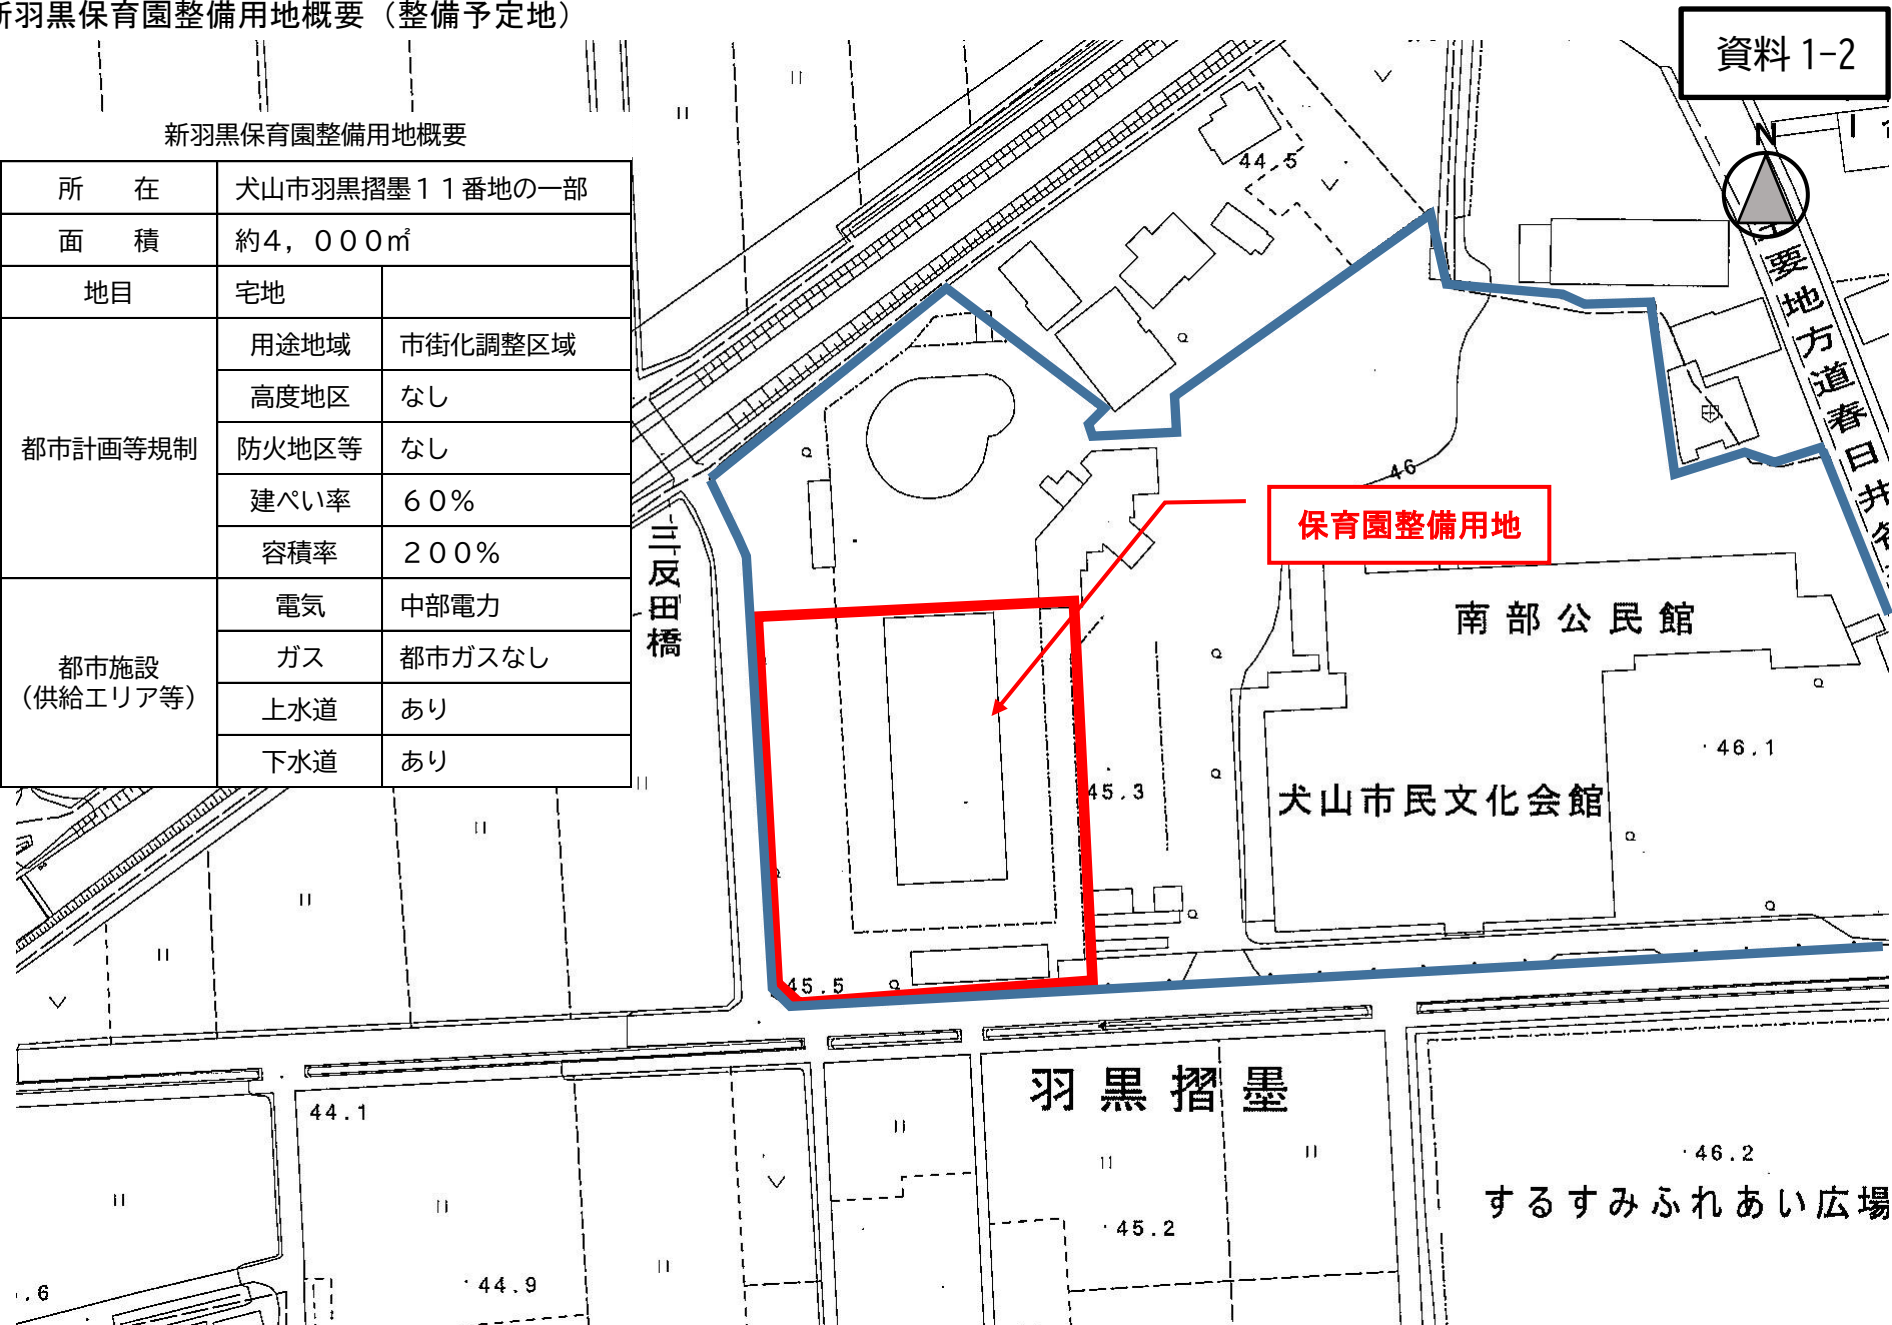 新羽黒保育園整備用地概要（整備予定地）
資料 1-2
新羽黒保育園整備用地概要
所　在　犬山市羽黒摺墨１１番地の一部
面　積　約4，０００㎡
地目　宅地
都市計画等規制
用途地域　市街化調整区域
高度地区　なし
防火地区等　なし
建ぺい率　６０％
容積率　２００％
都市施設
（供給エリア等）
電気　中部電力
ガス　都市ガスなし
上水道　あり
下水道　あり
N
44.5
主要地方道春日井各
三反田橋
46
保育園整備用地
南部公民館
46.1
45.3
犬山市民文化会館
45.5
羽黒摺墨
44.1
46.2
するすみふれあい広場
45.2
44.9
.6